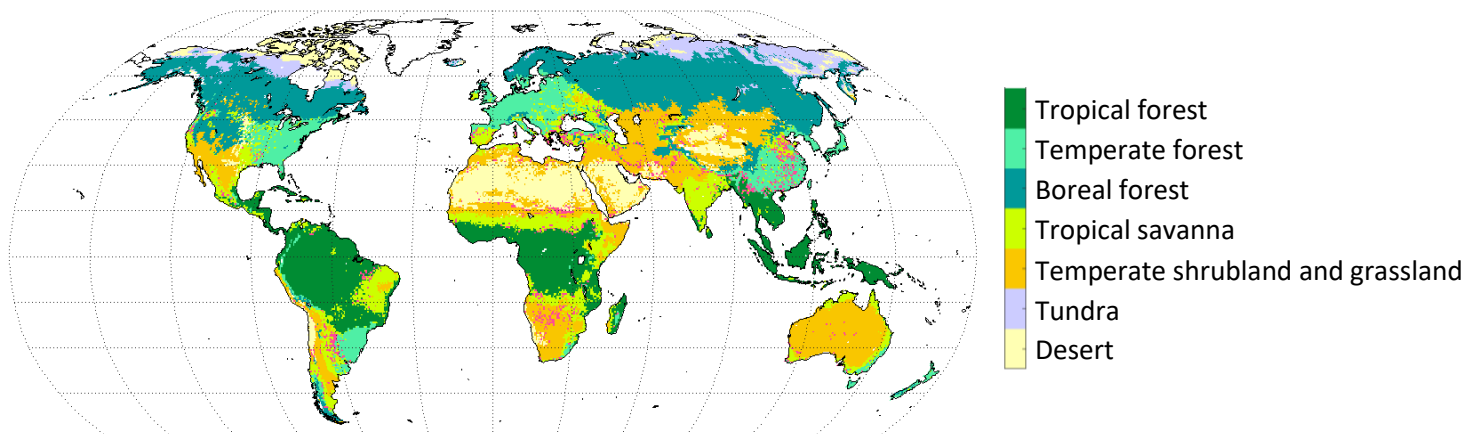 Tropical forest
Temperate forest
Boreal forest
Tropical savanna
Temperate shrubland and grassland
Tundra
Desert